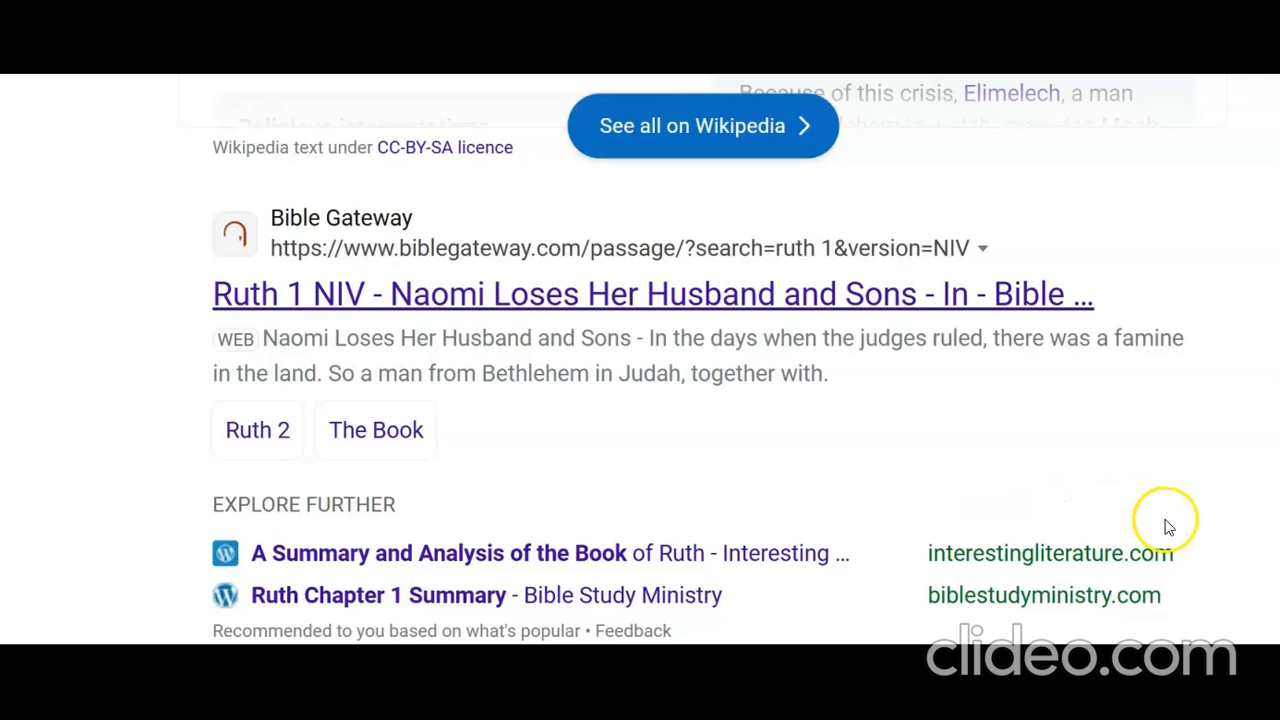 Because of this crisis, Elimelech, a man
See all on Wikipedia
Wikipedia text under CC-BY-SA licence
Bible Gateway
https://www.biblegateway.com/passage/?search=ruth 1&version=NIV
Ruth 1 NIV - Naomi Loses Her Husband and Sons - In - Bible ...
WEB Naomi Loses Her Husband and Sons - In the days when the judges ruled, there was a famine
in the land. So a man from Bethlehem in Judah, together with.
Ruth 2 The Book
EXPLORE FURTHER
A Summary and Analysis of the Book of Ruth - Interesting ... interestingliterature.com
Ruth Chapter 1 Summary - Bible Study Ministry biblestudyministry.com
Recommended to you based on what's popular • Feedback
clideo.com